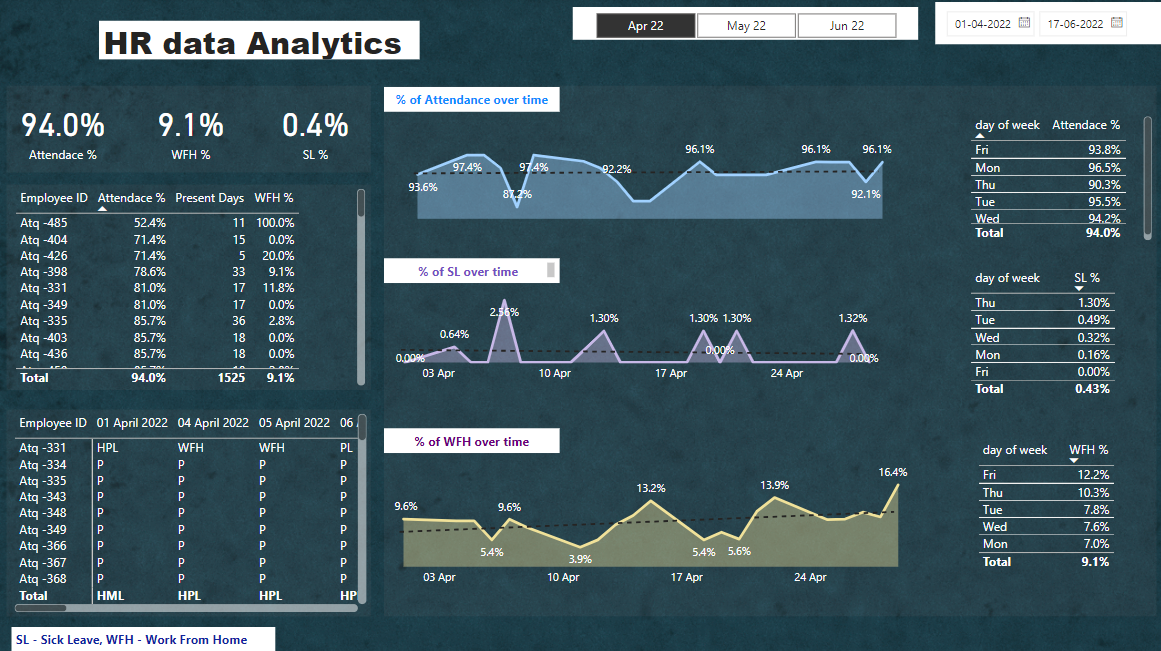 HR data Analytics
Apr 22 May 22 Jun 22
01-04-2022 17-06-2022
94.0% 9.1% 0.4%
Attendace % WFH % SL %
Employee ID Attendace % Present Days WFH %
Atq -485 52.4% 11 100.0%
Atq -404 71.4% 15 0.0%
Atq -426 71.4% 5 20.0%
Atq -398 78.6% 33 9.1%
Atq -331 81.0% 17 11.8%
Atq -349 81.0% 17 0.0%
Atq -335 85.7% 36 2.8%
Atq -403 85.7% 18 0.0%
Atq -436 85.7% 18 0.0%
Total 94.0% 1525 9.1%
Employee ID 01 April 2022 04 April 2022 05 April 2022 06
Atq -331 HPL WFH WFH PL
Atq -334 P P P P
Atq -335 P P P P
Atq -343 P P P P
Atq -348 P P P P
Atq -349 P P P P
Atq -366 P P P P
Atq -367 P P P P
Atq -368 P P P P
Total HML HPL HPL HP
SL - Sick Leave, WFH - Work From Home
% of Attendance over time
93.6% 97.4% 87.2% 97.4% 92.2% 96.1% 96.1% 92.1% 96.1%
% of SL over time
0.00% 0.64% 2.56% 1.30% 1.30% 0.00% 1.30% 1.32% 0.00%
03 Apr 10 Apr 17 Apr 24 Apr
% of WFH over time
9.6% 5.4% 9.6% 3.9% 13.2% 5.4% 5.6% 13.9% 16.4%
03 Apr 10 Apr 17 Apr 24 Apr
day of week Attendace %
Fri 93.8%
Mon 96.5%
Thu 90.3%
Tue 95.5%
Wed 94.2%
Total 94.0%
day of week SL %
Thu 1.30%
Tue 0.49%
Wed 0.32%
Mon 0.16%
Fri 0.00%
Total 0.43%
day of week WFH %
Fri 12.2%
Thu 10.3%
Tue 7.8%
Wed 7.6%
Mon 7.0%
Total 9.1%